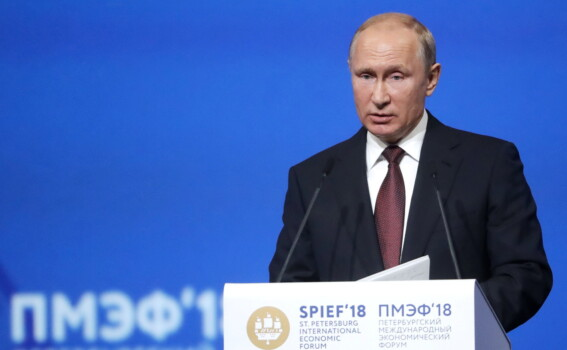 ПМЭФ'18
SPIEF'18
ST. PETERSBURG
INTERNATIONAL
ECONOMIC
FORUM
ПМЭФ'18
ПЕТЕРБУРГСКИЙ
МЕЖДУНАРОДНЫЙ
ЭКОНОМИЧЕСКИЙ
ФОРУМ